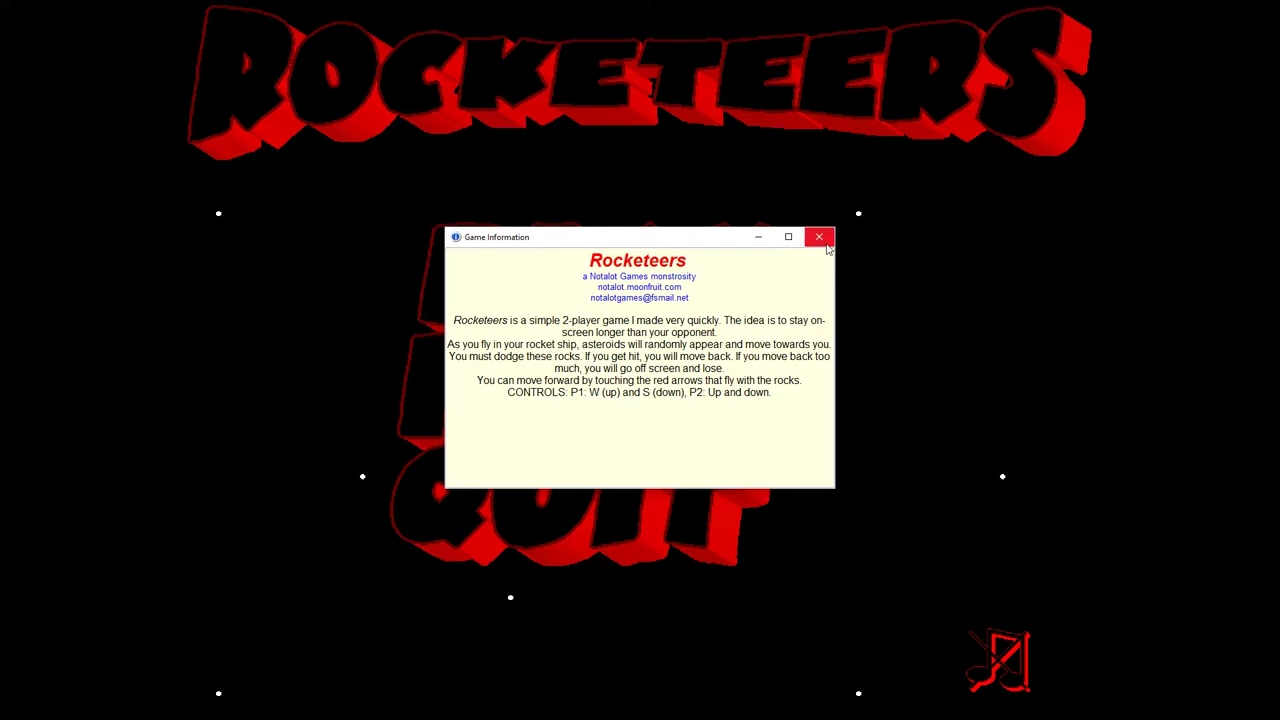 ROCKETEERS
Game Information
Rocketeers
a Notalot Games monstrosity
notalot.moonfruit.com
notalotgames@fsmail.net
Rocketeers is a simple 2-player game I made very quickly. The idea is to stay on-
screen longer than your opponent.
As you fly in your rocket ship, asteroids will randomly appear and move towards you.
You must dodge these rocks. If you get hit, you will move back. If you move back too
much, you will go off screen and lose.
You can move forward by touching the red arrows that fly with the rocks.
CONTROLS: P1: W (up) and S (down), P2: Up and down.
QUIT